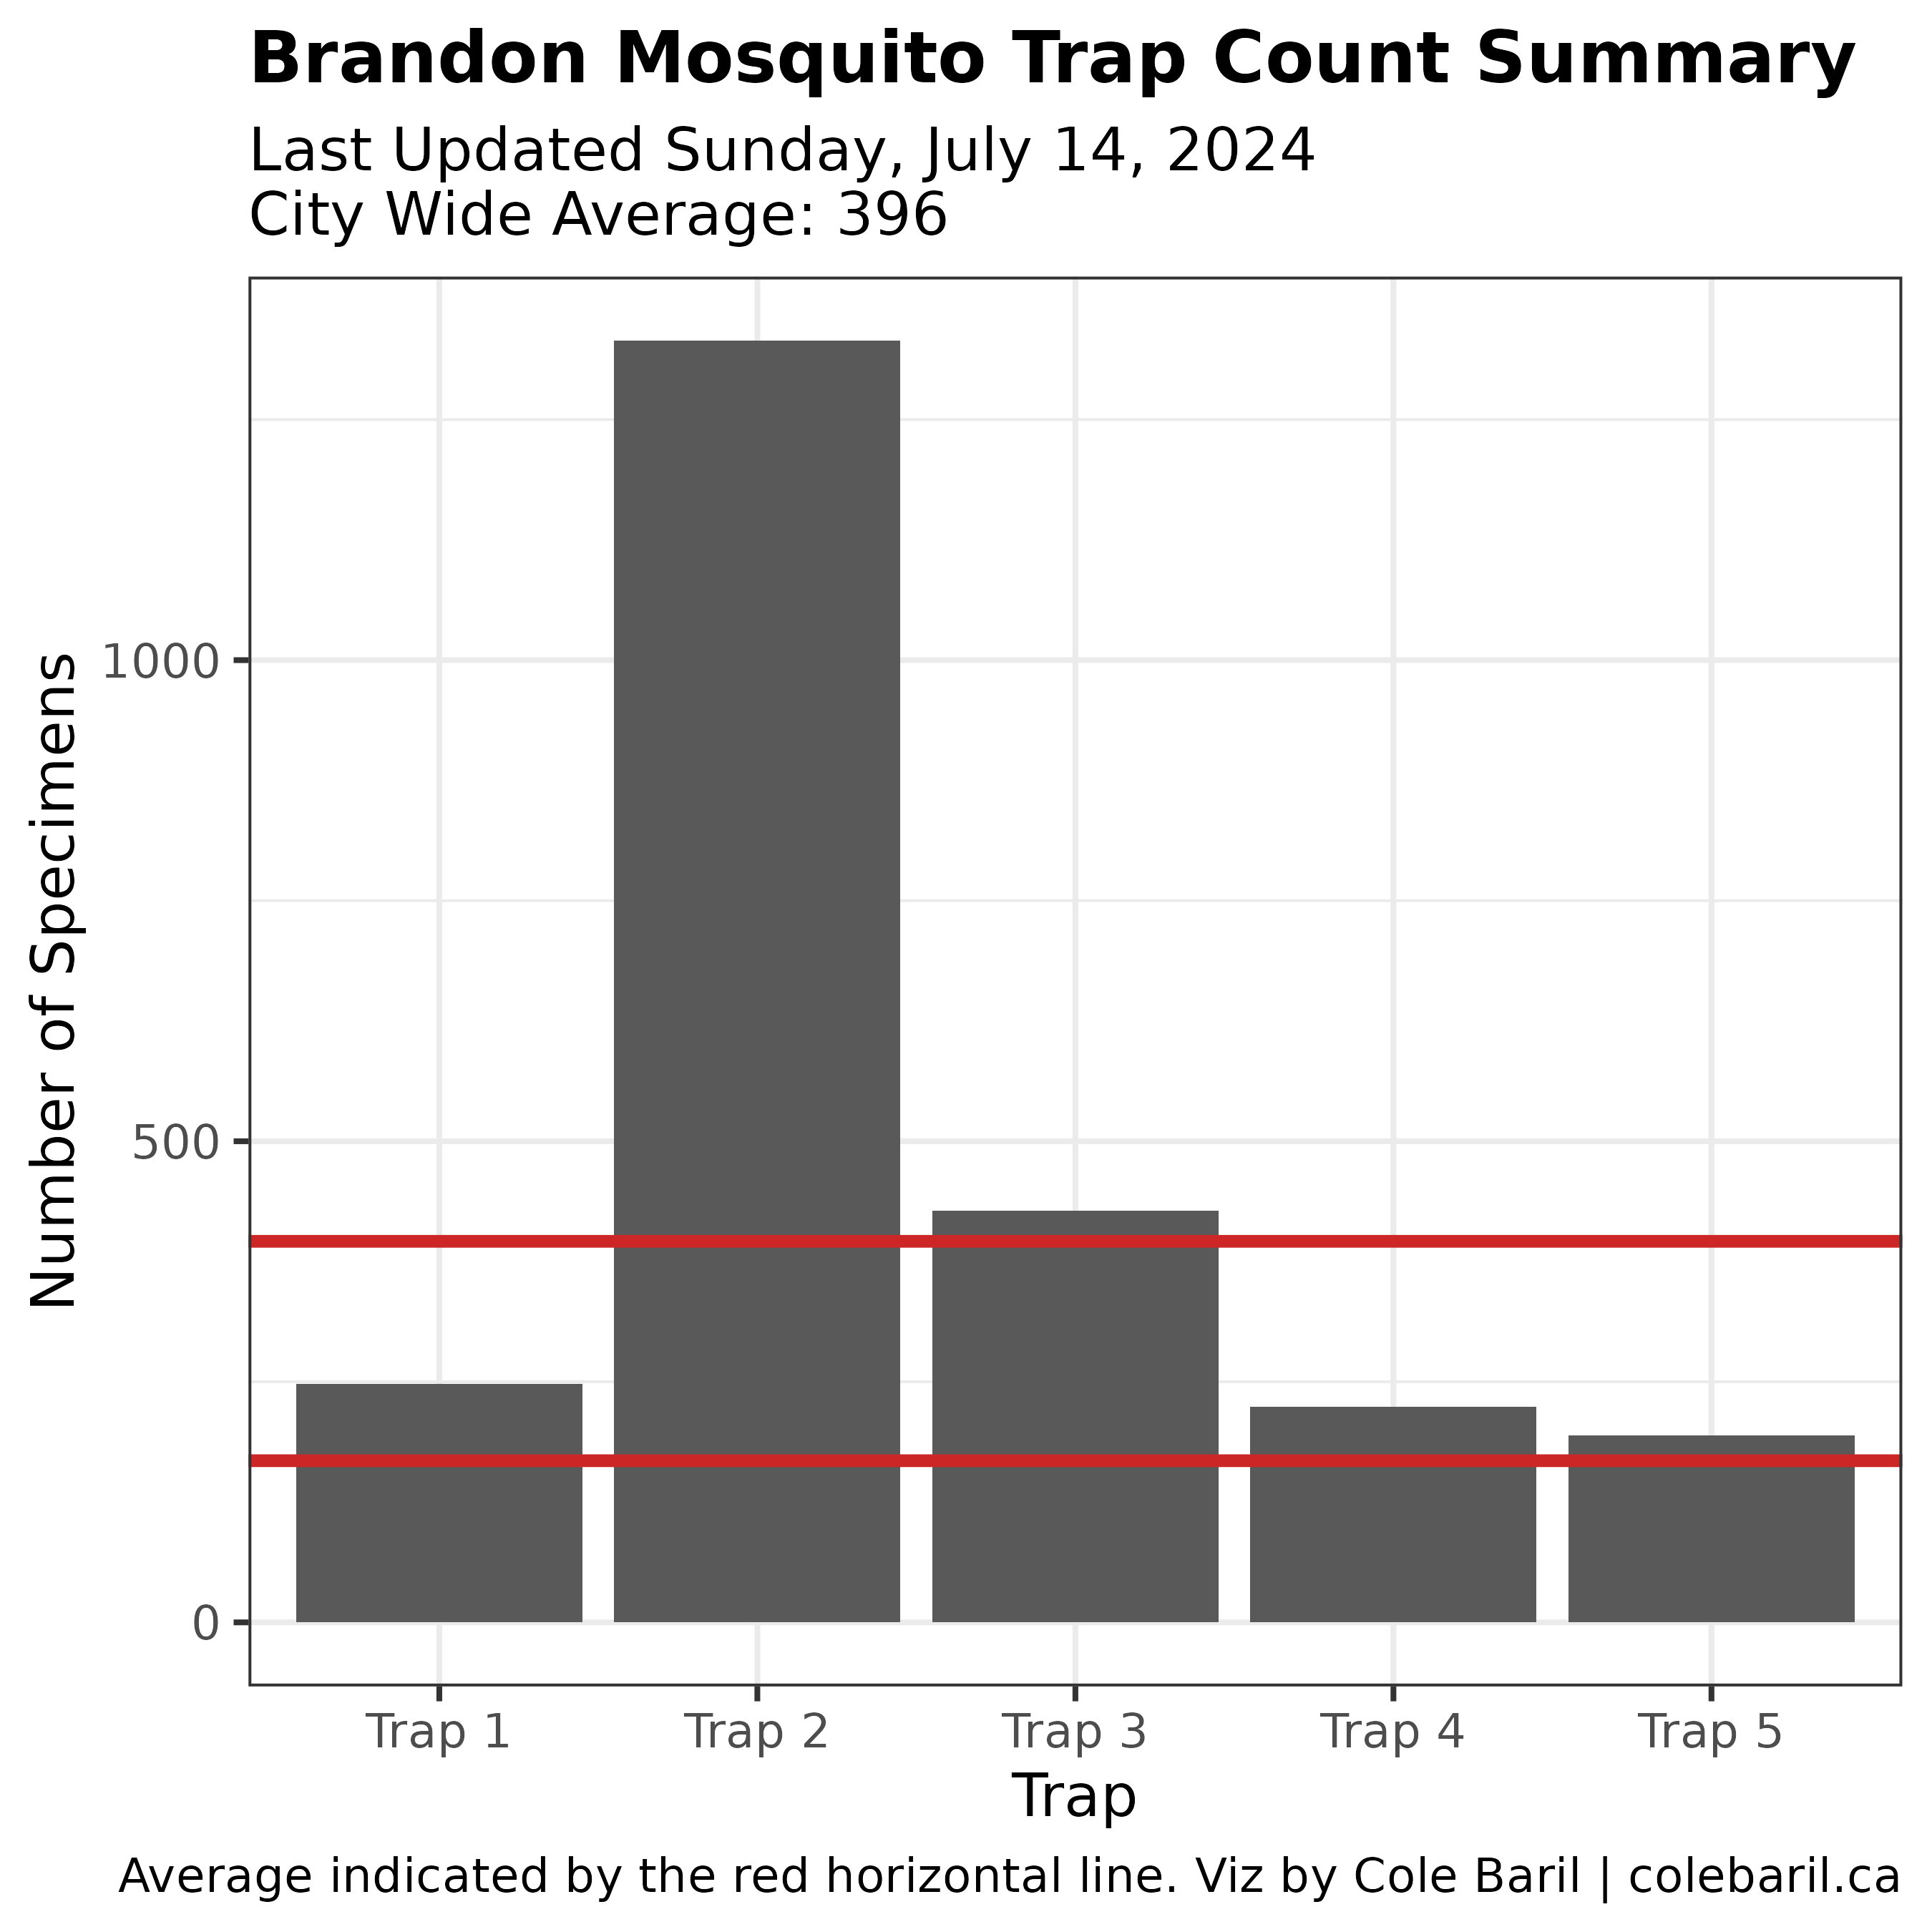 Brandon Mosquito Trap Count Summary
Last Updated Sunday, July 14, 2024
City Wide Average: 396
Number of Specimens
1000
500
0
Trap 1
Trap 2
Trap 3
Trap 4
Trap 5
Trap
Average indicated by the red horizontal line. Viz by Cole Baril | colebaril.ca